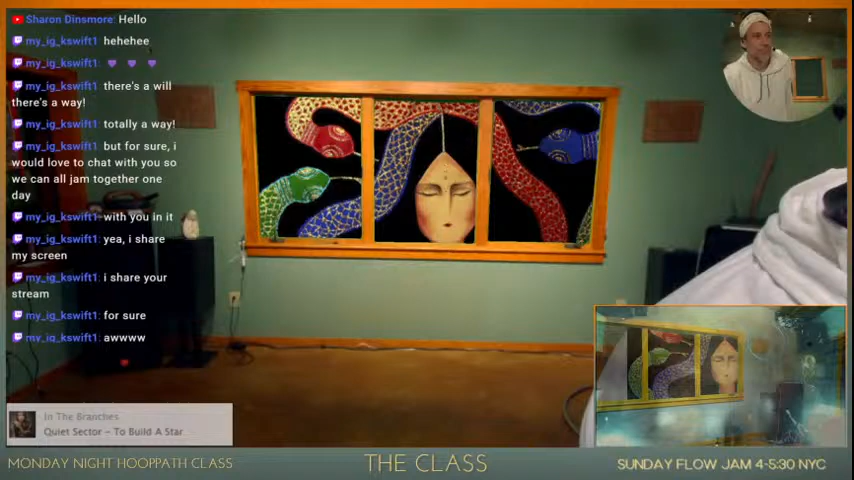 Sharon Dinsmore: Hello
my_ig_kswift1: hehehee
my_ig_kswift1:
there's a will
there's a way!
my_ig_kswift1: totally a way!
my_ig_kswift1: but for sure, i
would love to chat with you so
we can all jam together one
day
my_ig_kswift1: with you in it
my_ig_kswift1: yea, i share
my screen
my_ig_kswift1: i share your
stream
my_ig_kswift1: for sure
my_ig_kswift1: awwww
In The Branches
Quiet Sector – To Build A Star
MONDAY NIGHT HOOPPATH CLASS
THE CLASS
SUNDAY FLOW JAM 4-5:30 NYC